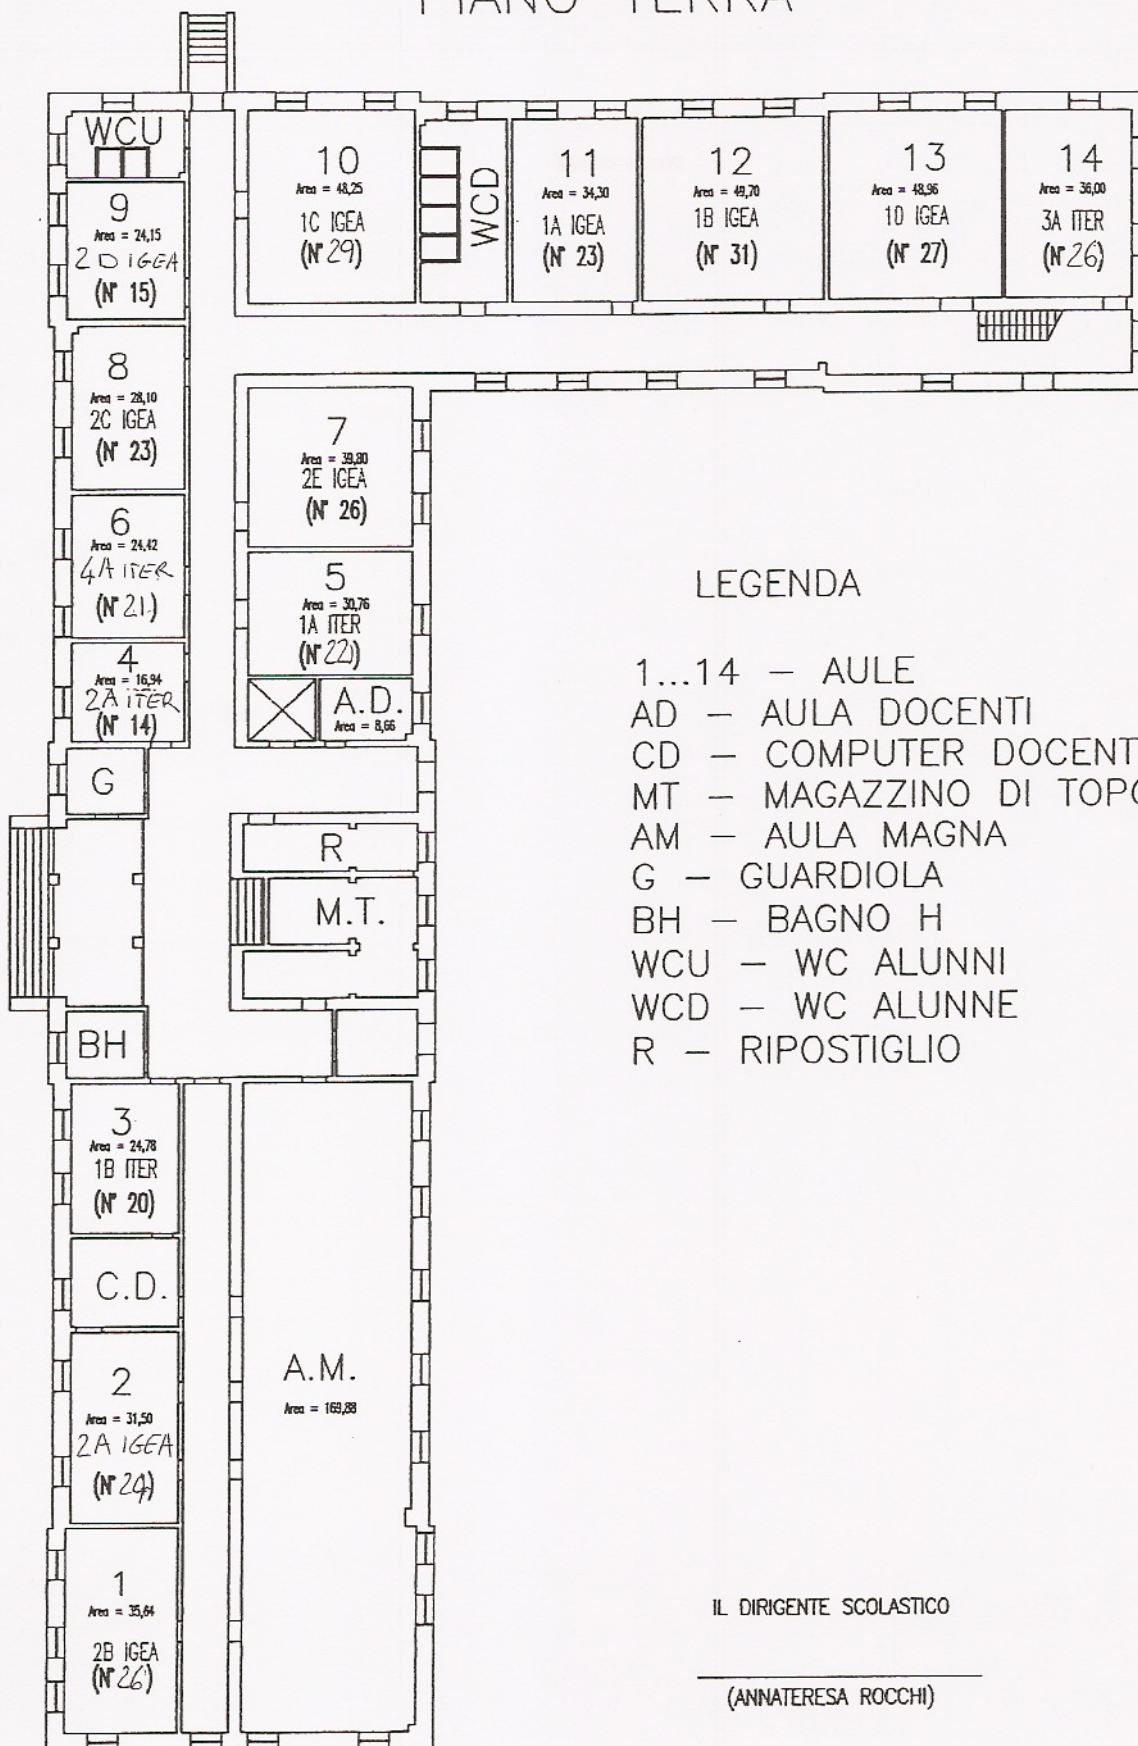 PIANO TERRA
WCU
9
Area = 24,15
2D IGEA
(N° 15)
10
Area = 48,25
1C IGEA
(N° 29)
WCD
11
Area = 34,30
1A IGEA
(N° 23)
12
Area = 49,70
1B IGEA
(N° 31)
13
Area = 48,96
1D IGEA
(N° 27)
14
Area = 36,00
3A ITER
(N° 26)
8
Area = 28,10
2C IGEA
(N° 23)
7
Area = 39,80
2E IGEA
(N° 26)
6
Area = 24,42
4A ITER
(N° 21)
5
Area = 30,76
1A ITER
(N° 22)
4
Area = 16,94
2A ITER
(N° 14)
A.D.
Area = 8,66
G
R
M.T.
BH
3
Area = 24,78
1B ITER
(N° 20)
C.D.
2
Area = 31,50
2A IGEA
(N° 24)
A.M.
Area = 169,88
1
Area = 35,64
2B IGEA
(N° 26)
LEGENDA
1...14 – AULE
AD – AULA DOCENTI
CD – COMPUTER DOCENT
MT – MAGAZZINO DI TOPO
AM – AULA MAGNA
G – GUARDIOLA
BH – BAGNO H
WCU – WC ALUNNI
WCD – WC ALUNNE
R – RIPOSTIGLIO
IL DIRIGENTE SCOLASTICO
(ANNATERESA ROCCHI)